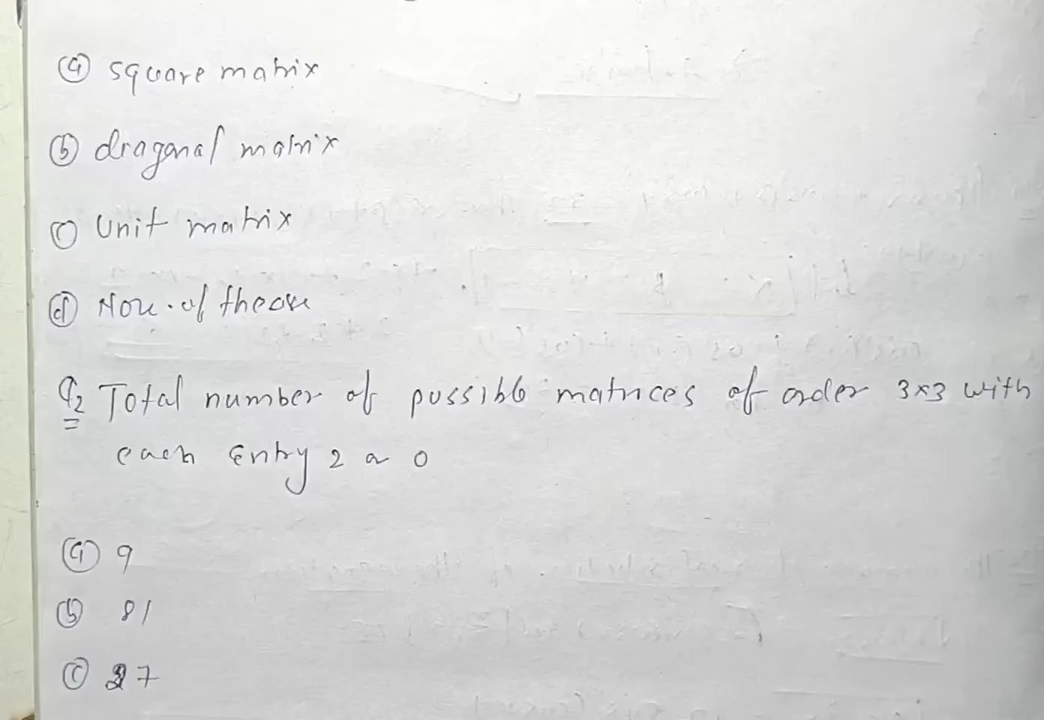 (a) square matrix
(b) diagonal matrix
(c) Unit matrix
(d) None of these
Q2 Total number of possible matrices of order 3×3 with
each Entry 2 or 0
(a) 9
(b) 81
(c) 27